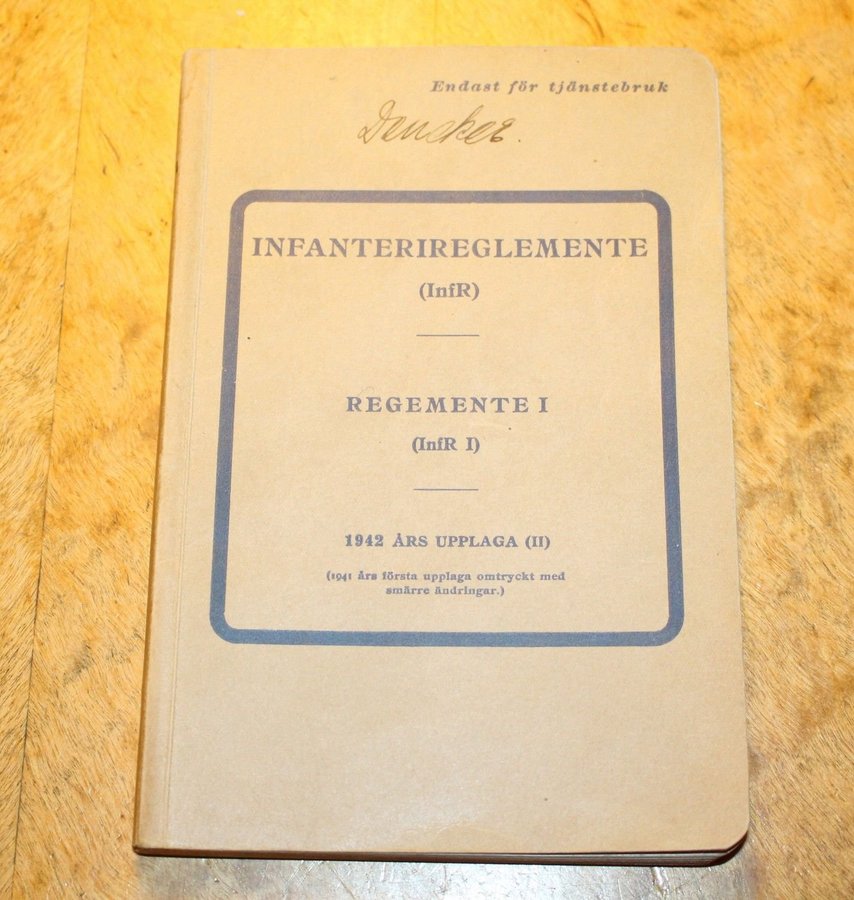 Endast för tjänstebruk
Dencker.
INFANTERIREGLEMENTE
(InfR)
REGEMENTE I
(InfR I)
1942 ÅRS UPPLAGA (II)
(1941 års första upplaga omtryckt med
smärre ändringar.)